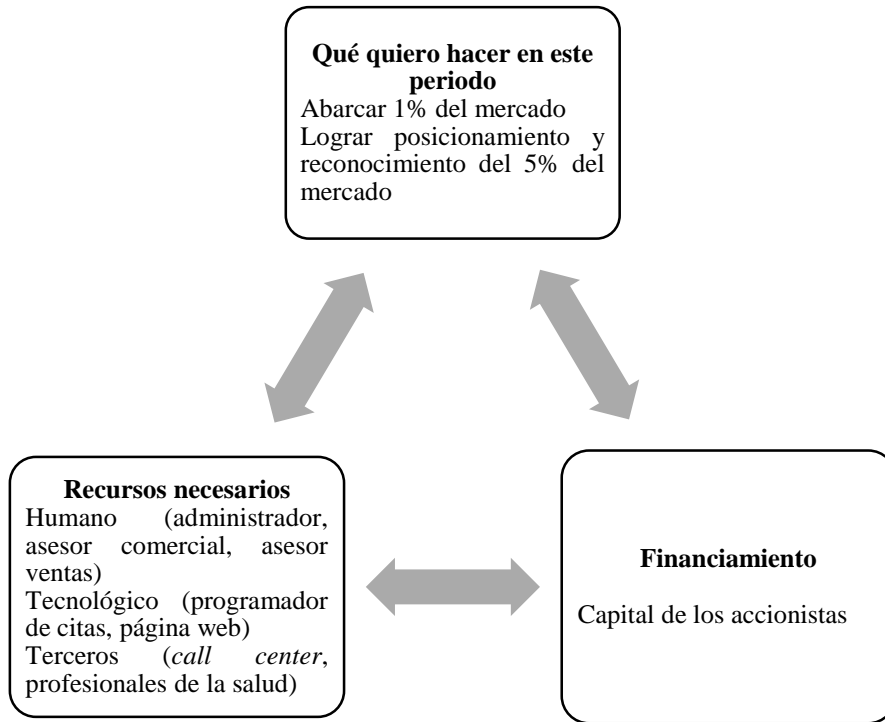 Qué quiero hacer en este
periodo
Abarcar 1% del mercado
Lograr posicionamiento y
reconocimiento del 5% del
mercado
Recursos necesarios
Humano (administrador,
asesor comercial, asesor
ventas)
Tecnológico (programador
de citas, página web)
Terceros (call center,
profesionales de la salud)
Financiamiento
Capital de los accionistas